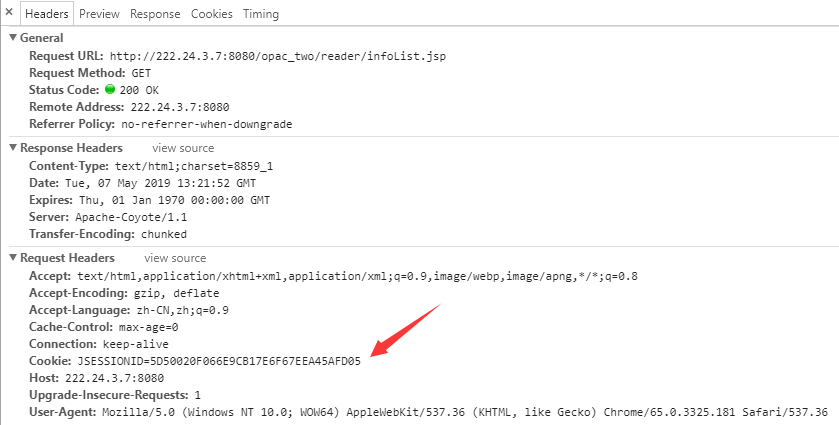 × Headers Preview Response Cookies Timing
▼ General
Request URL: http://222.24.3.7:8080/opac_two/reader/infoList.jsp
Request Method: GET
Status Code: 200 OK
Remote Address: 222.24.3.7:8080
Referrer Policy: no-referrer-when-downgrade
▼ Response Headers view source
Content-Type: text/html;charset=8859_1
Date: Tue, 07 May 2019 13:21:52 GMT
Expires: Thu, 01 Jan 1970 00:00:00 GMT
Server: Apache-Coyote/1.1
Transfer-Encoding: chunked
▼ Request Headers view source
Accept: text/html,application/xhtml+xml,application/xml;q=0.9,image/webp,image/apng,*/*;q=0.8
Accept-Encoding: gzip, deflate
Accept-Language: zh-CN,zh;q=0.9
Cache-Control: max-age=0
Connection: keep-alive
Cookie: JSESSIONID=5D50020F066E9CB17E6F67EEA45AFD05
Host: 222.24.3.7:8080
Upgrade-Insecure-Requests: 1
User-Agent: Mozilla/5.0 (Windows NT 10.0; WOW64) AppleWebKit/537.36 (KHTML, like Gecko) Chrome/65.0.3325.181 Safari/537.36